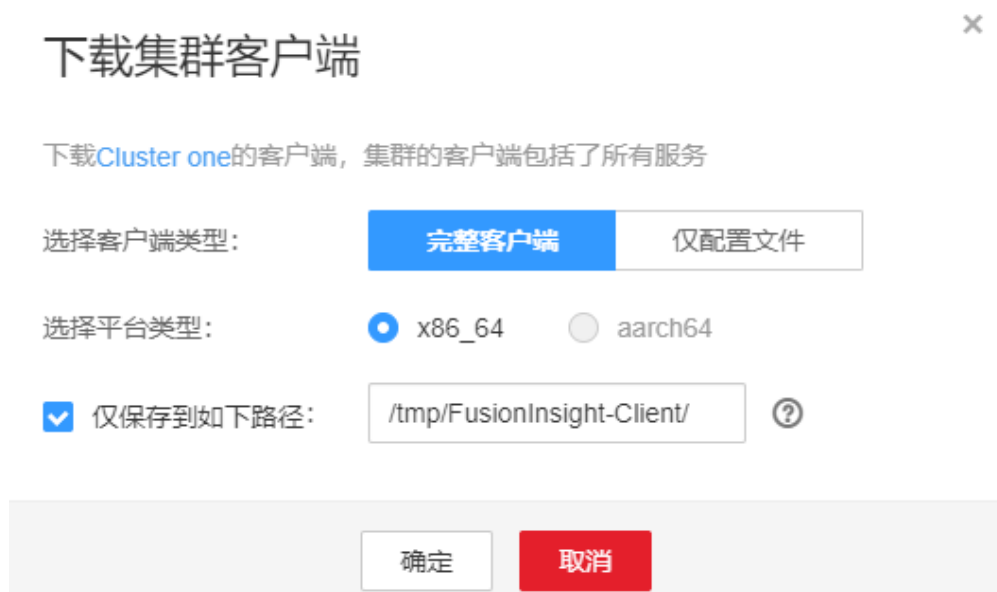 下载集群客户端
下载Cluster one的客户端，集群的客户端包括了所有服务
选择客户端类型： 完整客户端 仅配置文件
选择平台类型： x86_64 aarch64
仅保存到如下路径： /tmp/FusionInsight-Client/
确定 取消